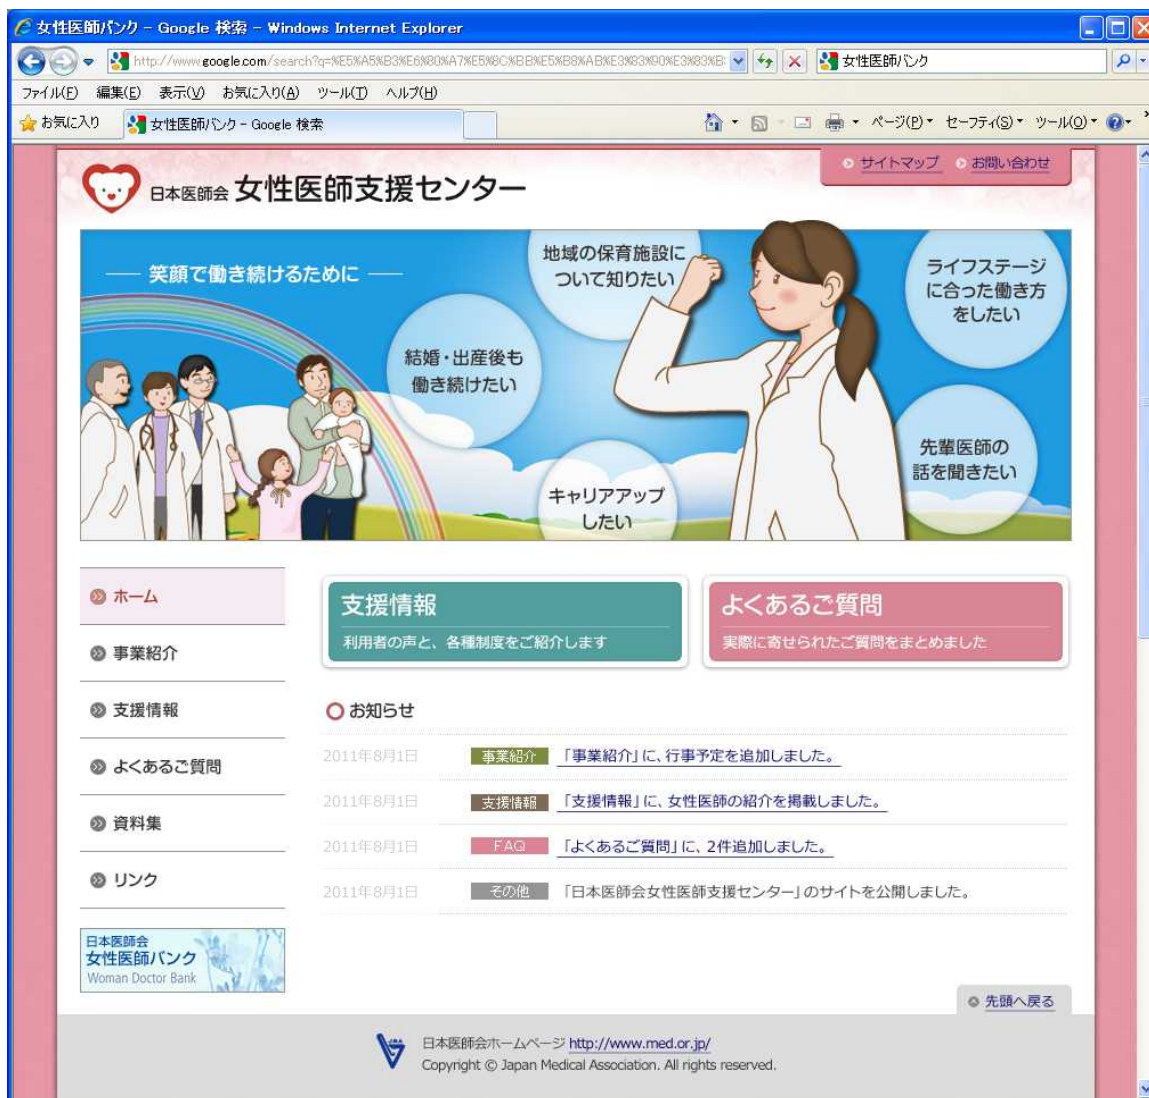 女性医師バンク - Google 検索 - Windows Internet Explorer
http://www.google.com/search?q=%E5%A5%B3%E6%80%A7%E5%8C%BB%E5%B8%AB%E3%83%90%E3%83%B
女性医師バンク
ファイル(F) 編集(E) 表示(V) お気に入り(A) ツール(T) ヘルプ(H)
お気に入り 女性医師バンク - Google 検索 ページ(P) セーフティ(S) ツール(O)
サイトマップ お問い合わせ
日本医師会 女性医師支援センター
笑顔で働き続けるために
地域の保育施設に
ついて知りたい
ライフステージ
に合った働き方
をしたい
結婚・出産後も
働き続けたい
先輩医師の
話を聞きたい
キャリアアップ
したい
ホーム
事業紹介
支援情報
よくあるご質問
資料集
リンク
日本医師会
女性医師バンク
Woman Doctor Bank
支援情報
利用者の声と、各種制度をご紹介します
よくあるご質問
実際に寄せられたご質問をまとめました
お知らせ
2011年8月1日 事業紹介 「事業紹介」に、行事予定を追加しました。
2011年8月1日 支援情報 「支援情報」に、女性医師の紹介を掲載しました。
2011年8月1日 FAQ 「よくあるご質問」に、2件追加しました。
2011年8月1日 その他 「日本医師会女性医師支援センター」のサイトを公開しました。
先頭へ戻る
日本医師会ホームページ http://www.med.or.jp/
Copyright © Japan Medical Association. All rights reserved.